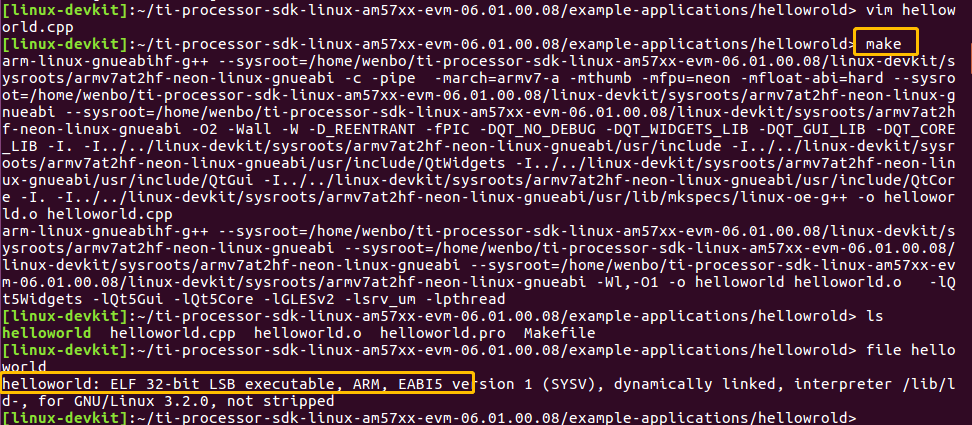 [linux-devkit]:~/ti-processor-sdk-linux-am57xx-evm-06.01.00.08/example-applications/hellowrold> vim hellow
orld.cpp
[linux-devkit]:~/ti-processor-sdk-linux-am57xx-evm-06.01.00.08/example-applications/hellowrold> make
arm-linux-gnueabihf-g++ --sysroot=/home/wenbo/ti-processor-sdk-linux-am57xx-evm-06.01.00.08/linux-devkit/s
ysroots/armv7at2hf-neon-linux-gnueabi -c -pipe  -march=armv7-a -mthumb -mfpu=neon -mfloat-abi=hard --sysro
ot=/home/wenbo/ti-processor-sdk-linux-am57xx-evm-06.01.00.08/linux-devkit/sysroots/armv7at2hf-neon-linux-g
nueabi --sysroot=/home/wenbo/ti-processor-sdk-linux-am57xx-evm-06.01.00.08/linux-devkit/sysroots/armv7at2h
f-neon-linux-gnueabi -O2 -Wall -W -D_REENTRANT -fPIC -DQT_NO_DEBUG -DQT_WIDGETS_LIB -DQT_GUI_LIB -DQT_CORE
_LIB -I. -I../../linux-devkit/sysroots/armv7at2hf-neon-linux-gnueabi/usr/include -I../../linux-devkit/sysr
oots/armv7at2hf-neon-linux-gnueabi/usr/include/QtWidgets -I../../linux-devkit/sysroots/armv7at2hf-neon-lin
ux-gnueabi/usr/include/QtGui -I../../linux-devkit/sysroots/armv7at2hf-neon-linux-gnueabi/usr/include/QtCor
e -I. -I../../linux-devkit/sysroots/armv7at2hf-neon-linux-gnueabi/usr/lib/mkspecs/linux-oe-g++ -o hellowor
ld.o helloworld.cpp
arm-linux-gnueabihf-g++ --sysroot=/home/wenbo/ti-processor-sdk-linux-am57xx-evm-06.01.00.08/linux-devkit/s
ysroots/armv7at2hf-neon-linux-gnueabi --sysroot=/home/wenbo/ti-processor-sdk-linux-am57xx-evm-06.01.00.08/
linux-devkit/sysroots/armv7at2hf-neon-linux-gnueabi --sysroot=/home/wenbo/ti-processor-sdk-linux-am57xx-ev
m-06.01.00.08/linux-devkit/sysroots/armv7at2hf-neon-linux-gnueabi -Wl,-O1 -o helloworld helloworld.o   -lQ
t5Widgets -lQt5Gui -lQt5Core -lGLESv2 -lsrv_um -lpthread
[linux-devkit]:~/ti-processor-sdk-linux-am57xx-evm-06.01.00.08/example-applications/hellowrold> ls
helloworld  helloworld.cpp  helloworld.o  helloworld.pro  Makefile
[linux-devkit]:~/ti-processor-sdk-linux-am57xx-evm-06.01.00.08/example-applications/hellowrold> file hello
world
helloworld: ELF 32-bit LSB executable, ARM, EABI5 version 1 (SYSV), dynamically linked, interpreter /lib/l
d-, for GNU/Linux 3.2.0, not stripped
[linux-devkit]:~/ti-processor-sdk-linux-am57xx-evm-06.01.00.08/example-applications/hellowrold>